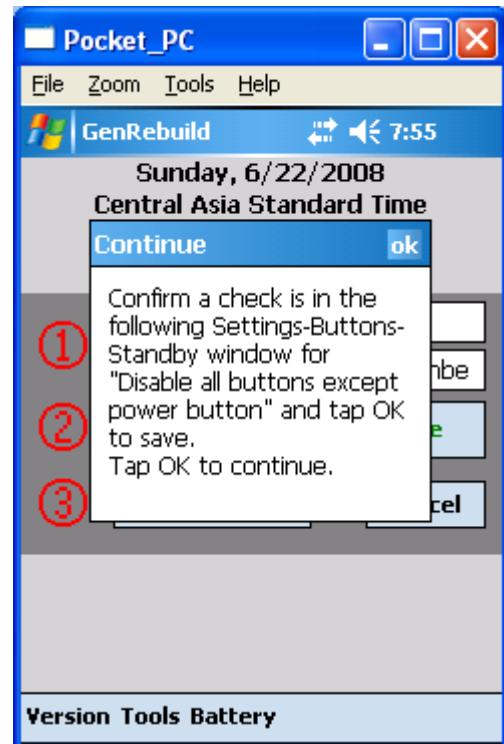 Pocket_PC
File Zoom Tools Help
GenRebuild 7:55
Sunday, 6/22/2008
Central Asia Standard Time
Continue ok
Confirm a check is in the
following Settings-Buttons-
Standby window for
"Disable all buttons except
power button" and tap OK
to save.
Tap OK to continue.
1
2
3
Version Tools Battery